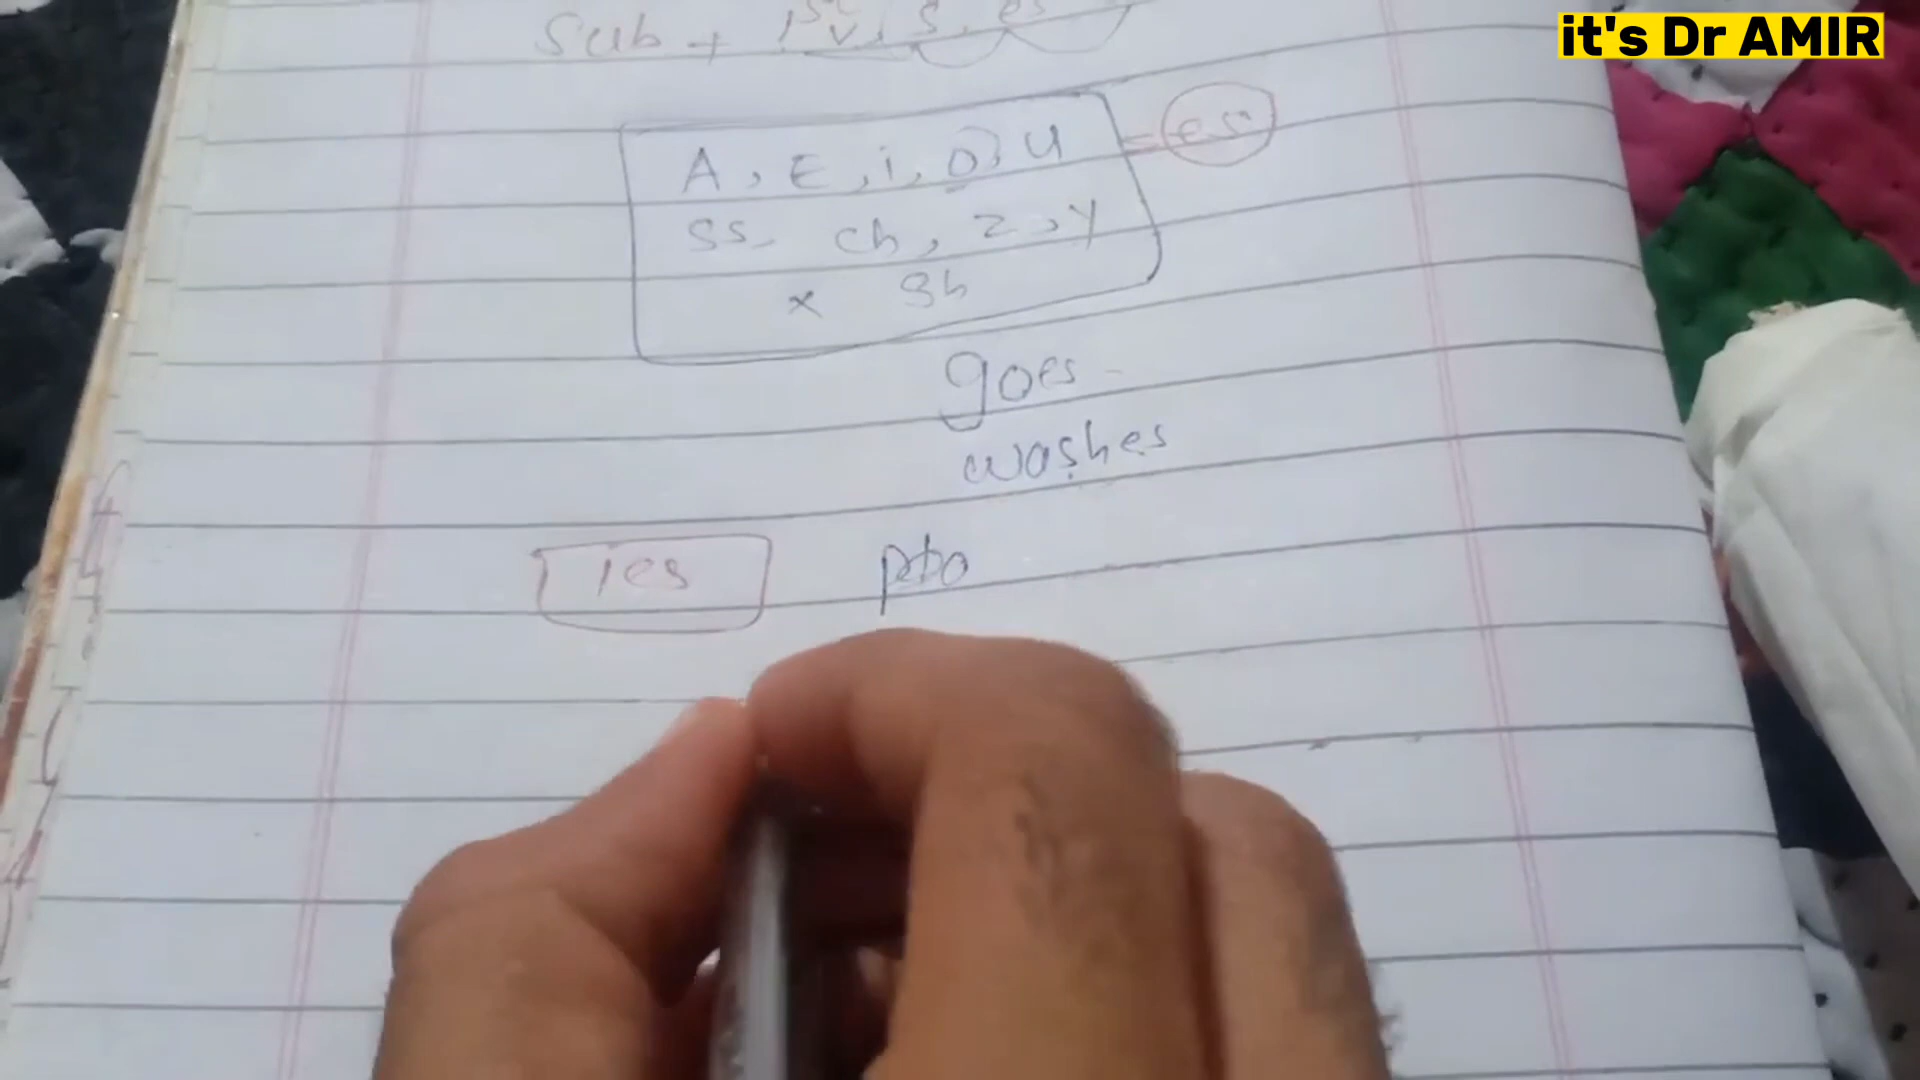 it's Dr AMIR
Sub + 1st v, s, es
A, E, i, o, u = es
ss, ch, z, y
x sh
goes
washes
ies